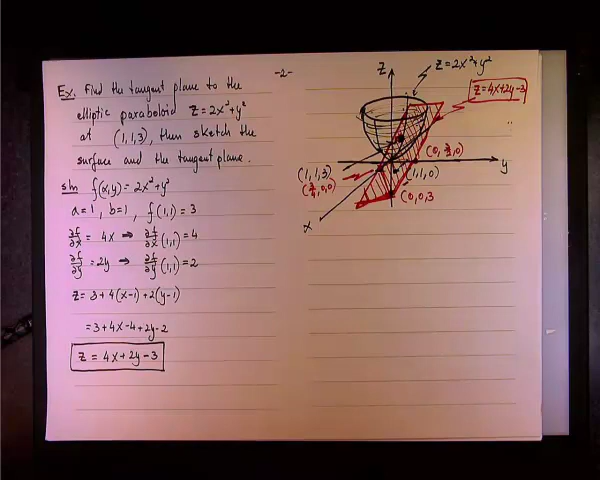 -2-
Ex. Find the tangent plane to the
elliptic paraboloid z = 2x²+y²
at (1,1,3), then sketch the
surface and the tangent plane.
sln f(x,y) = 2x²+y²
a=1, b=1, f(1,1) = 3
∂f/∂x = 4x ⇒ ∂f/∂x (1,1) = 4
∂f/∂y = 2y ⇒ ∂f/∂y (1,1) = 2
z = 3+4(x-1)+2(y-1)
= 3+4x-4+2y-2
z = 4x+2y-3
z
z=2x²+y²
z=4x+2y-3
(0, 3/2, 0)
y
(1,1,3)
(1,1,0)
(3/4,0,0)
(0,0,3
x